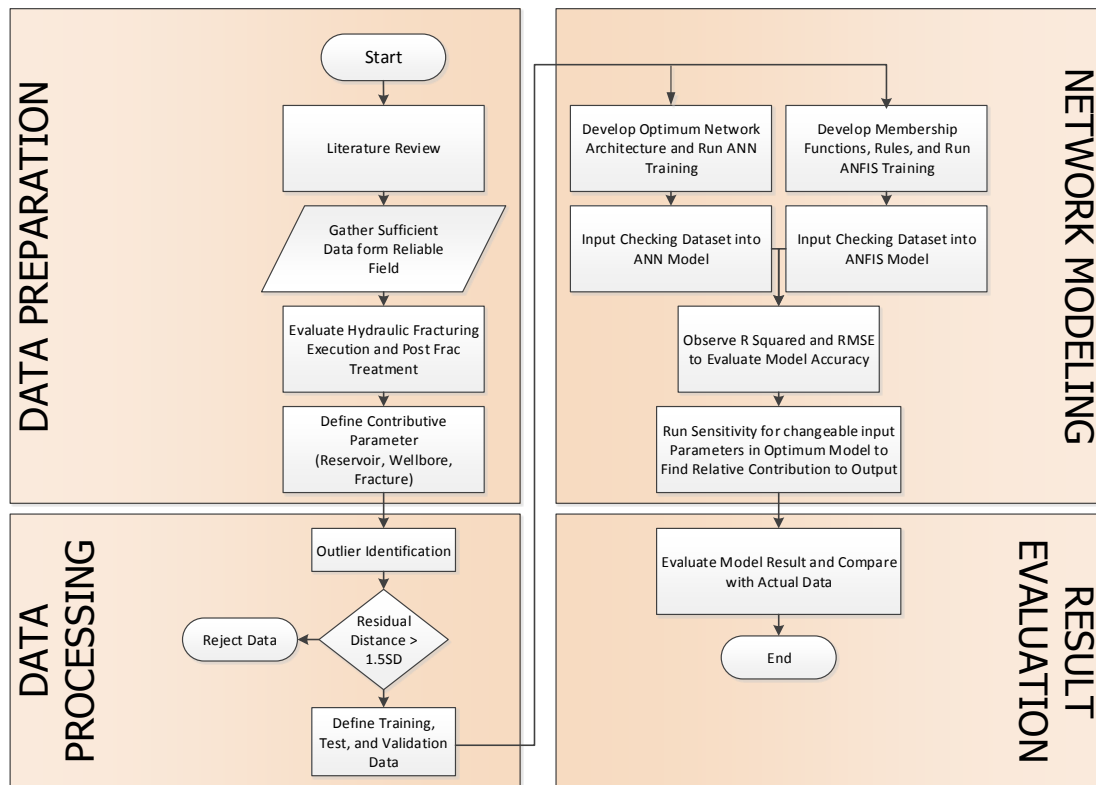 DATA PREPARATION
Start
Literature Review
Gather Sufficient
Data form Reliable
Field
Evaluate Hydraulic Fracturing
Execution and Post Frac
Treatment
Define Contributive
Parameter
(Reservoir, Wellbore,
Fracture)
DATA
PROCESSING
Outlier Identification
Residual
Distance >
1.5SD
Reject Data
Define Training,
Test, and Validation
Data
NETWORK MODELING
Develop Optimum Network
Architecture and Run ANN
Training
Develop Membership
Functions, Rules, and Run
ANFIS Training
Input Checking Dataset into
ANN Model
Input Checking Dataset into
ANFIS Model
Observe R Squared and RMSE
to Evaluate Model Accuracy
Run Sensitivity for changeable input
Parameters in Optimum Model to
Find Relative Contribution to Output
RESULT
EVALUATION
Evaluate Model Result and Compare
with Actual Data
End